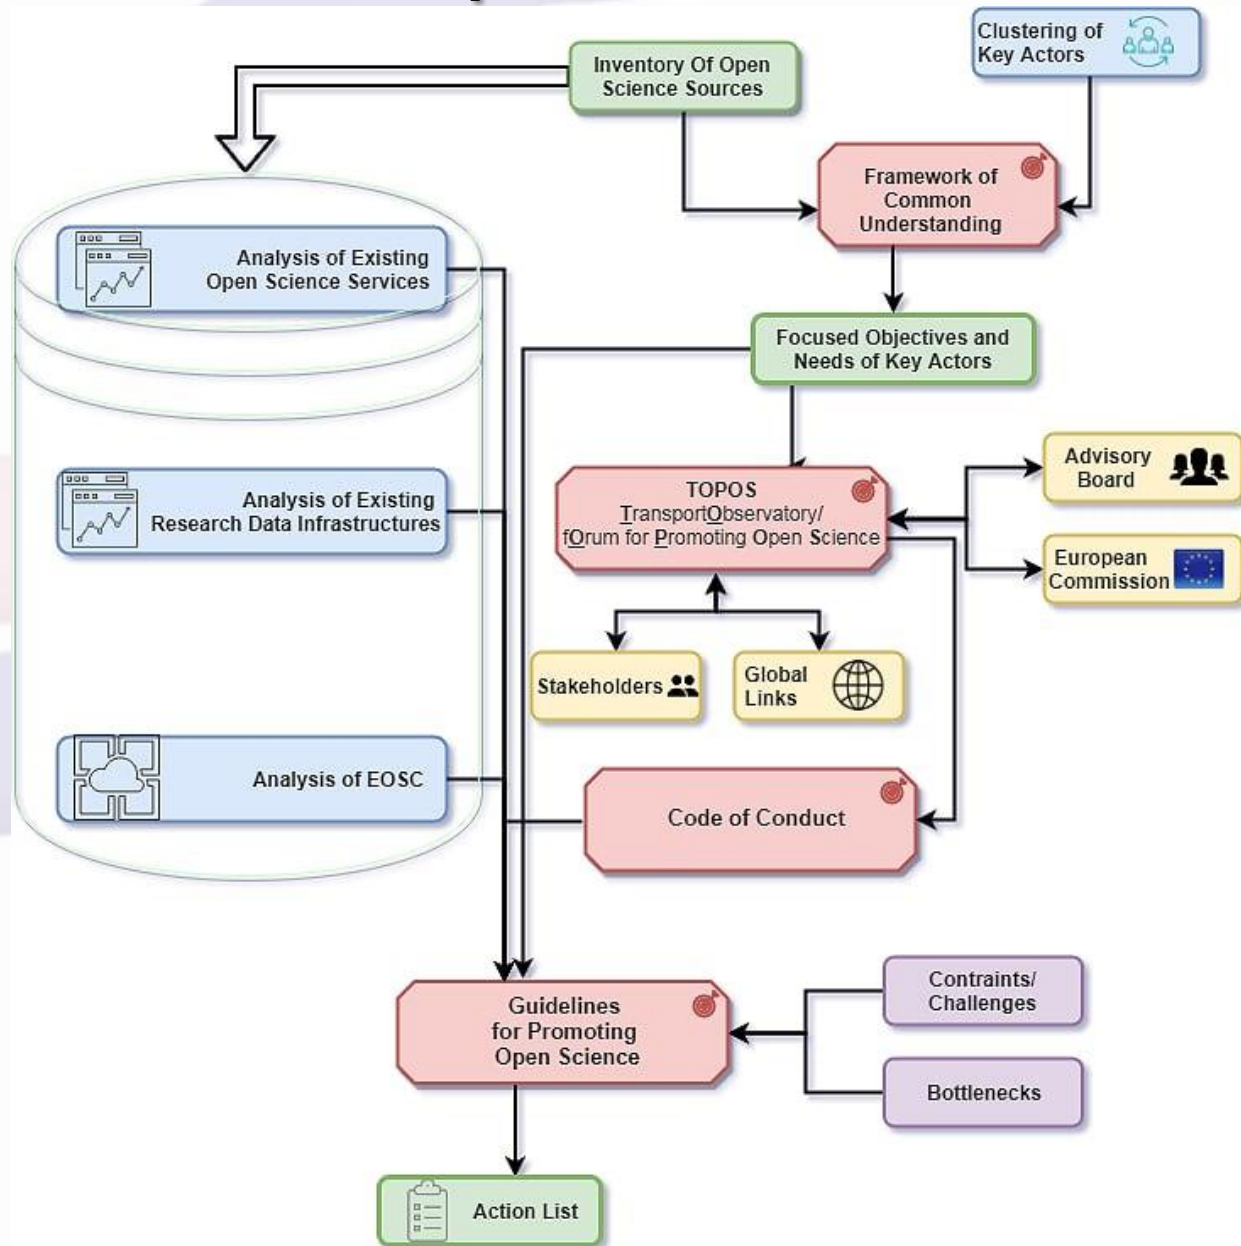 Inventory Of Open
Science Sources
Clustering of
Key Actors
Framework of
Common
Understanding
Analysis of Existing
Open Science Services
Focused Objectives and
Needs of Key Actors
Analysis of Existing
Research Data Infrastructures
TOPOS
TransportObservatory/
fOrum for Promoting Open Science
Advisory
Board
European
Commission
Stakeholders
Global
Links
Analysis of EOSC
Code of Conduct
Guidelines
for Promoting
Open Science
Contraints/
Challenges
Bottlenecks
Action List